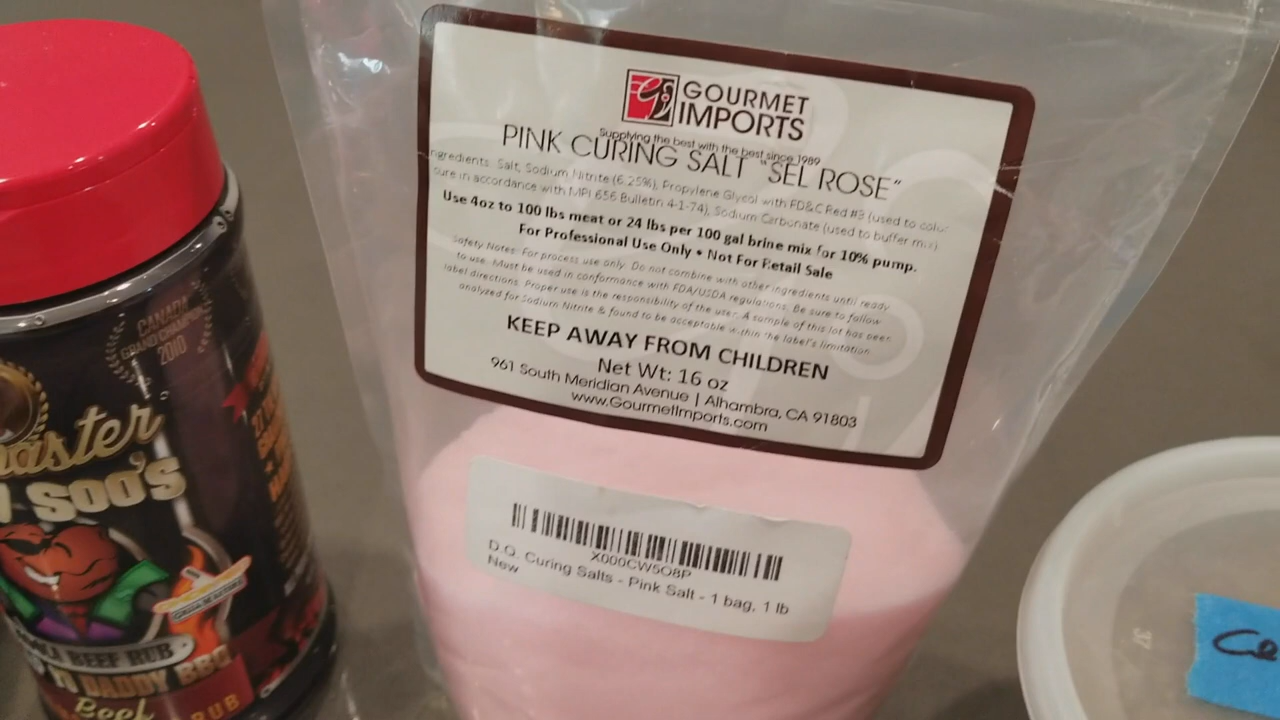 GOURMET
IMPORTS
Supplying the best with the best since 1989
PINK CURING SALT "SEL ROSE"
ngredients: Salt, Sodium Nitrite (6.25%), Propylene Glycol with FD&C Red #3 (used to color
cure in accordance with MPI 656 Bulletin 4-1-74), Sodium Carbonate (used to buffer mix)
Use 4oz to 100 lbs meat or 24 lbs per 100 gal brine mix for 10% pump.
For Professional Use Only • Not For Retail Sale
Safety Notes: For process use only. Do not combine with other ingredients until ready
to use. Must be used in conformance with FDA/USDA regulations. Be sure to follow
label directions. Proper use is the responsibility of the user. A sample of this lot has been
analyzed for Sodium Nitrite & found to be acceptable within the label's limitation.
KEEP AWAY FROM CHILDREN
Net Wt: 16 oz
961 South Meridian Avenue | Alhambra, CA 91803
www.GourmetImports.com
X000CW5O8P
D.Q. Curing Salts - Pink Salt - 1 bag, 1 lb
New
CANADA
GRAND CHAMPION
2010
aster
SOO'S
BEEF RUB
DADDY BBQ
Beef
RUB
Ce
37